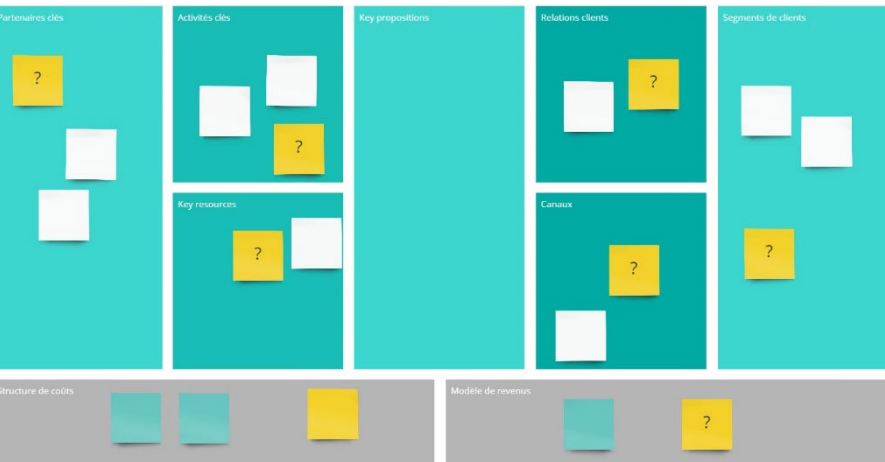 Partenaires clés
Activités clés
Key propositions
Relations clients
Segments de clients
?
?
?
?
Key resources
Canaux
?
?
Structure de coûts
Modèle de revenus
?